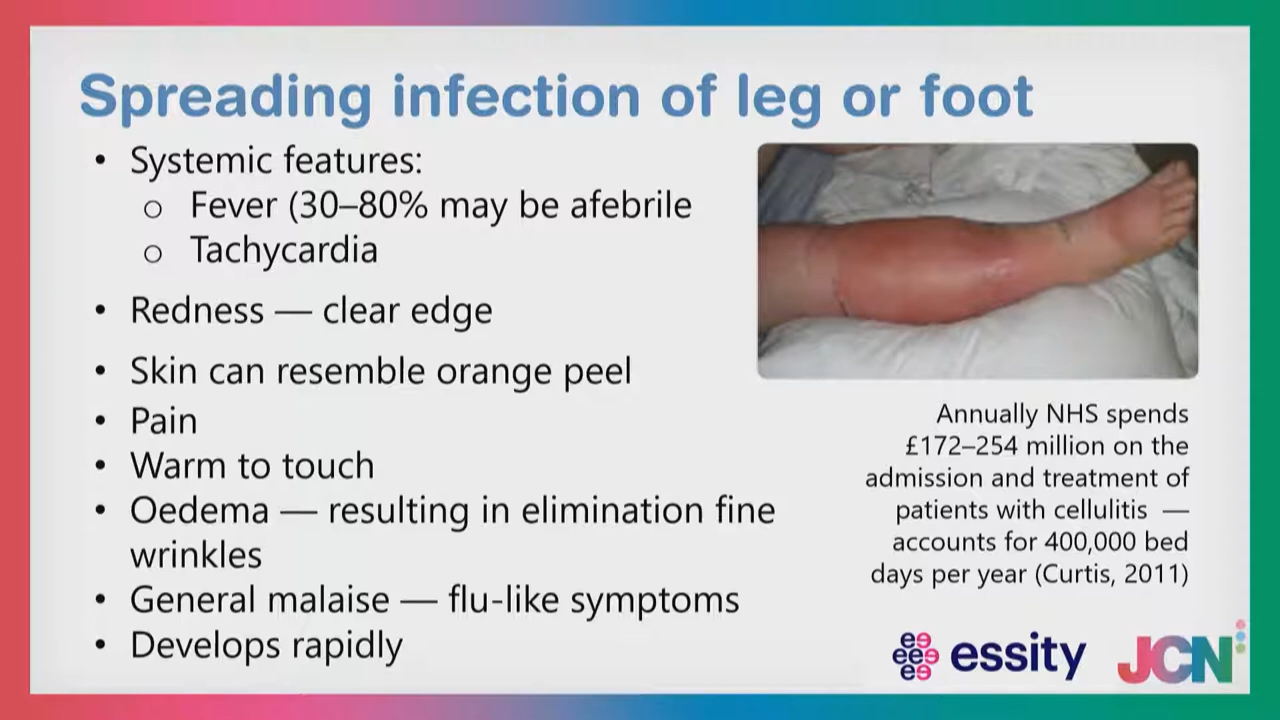 Spreading infection of leg or foot
• Systemic features:
o Fever (30–80% may be afebrile
o Tachycardia
• Redness — clear edge
• Skin can resemble orange peel
• Pain
• Warm to touch
• Oedema — resulting in elimination fine
wrinkles
• General malaise — flu-like symptoms
• Develops rapidly
Annually NHS spends
£172–254 million on the
admission and treatment of
patients with cellulitis —
accounts for 400,000 bed
days per year (Curtis, 2011)
essity
JCN